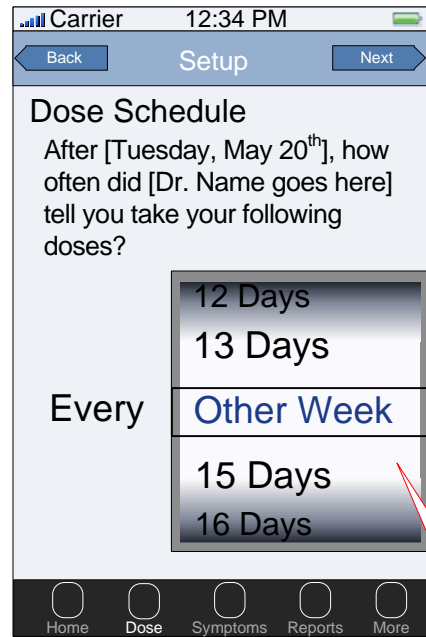 Carrier 12:34 PM
Back Setup Next
Dose Schedule
After [Tuesday, May 20th], how
often did [Dr. Name goes here]
tell you take your following
doses?
12 Days
13 Days
Every Other Week
15 Days
16 Days
Home Dose Symptoms Reports More